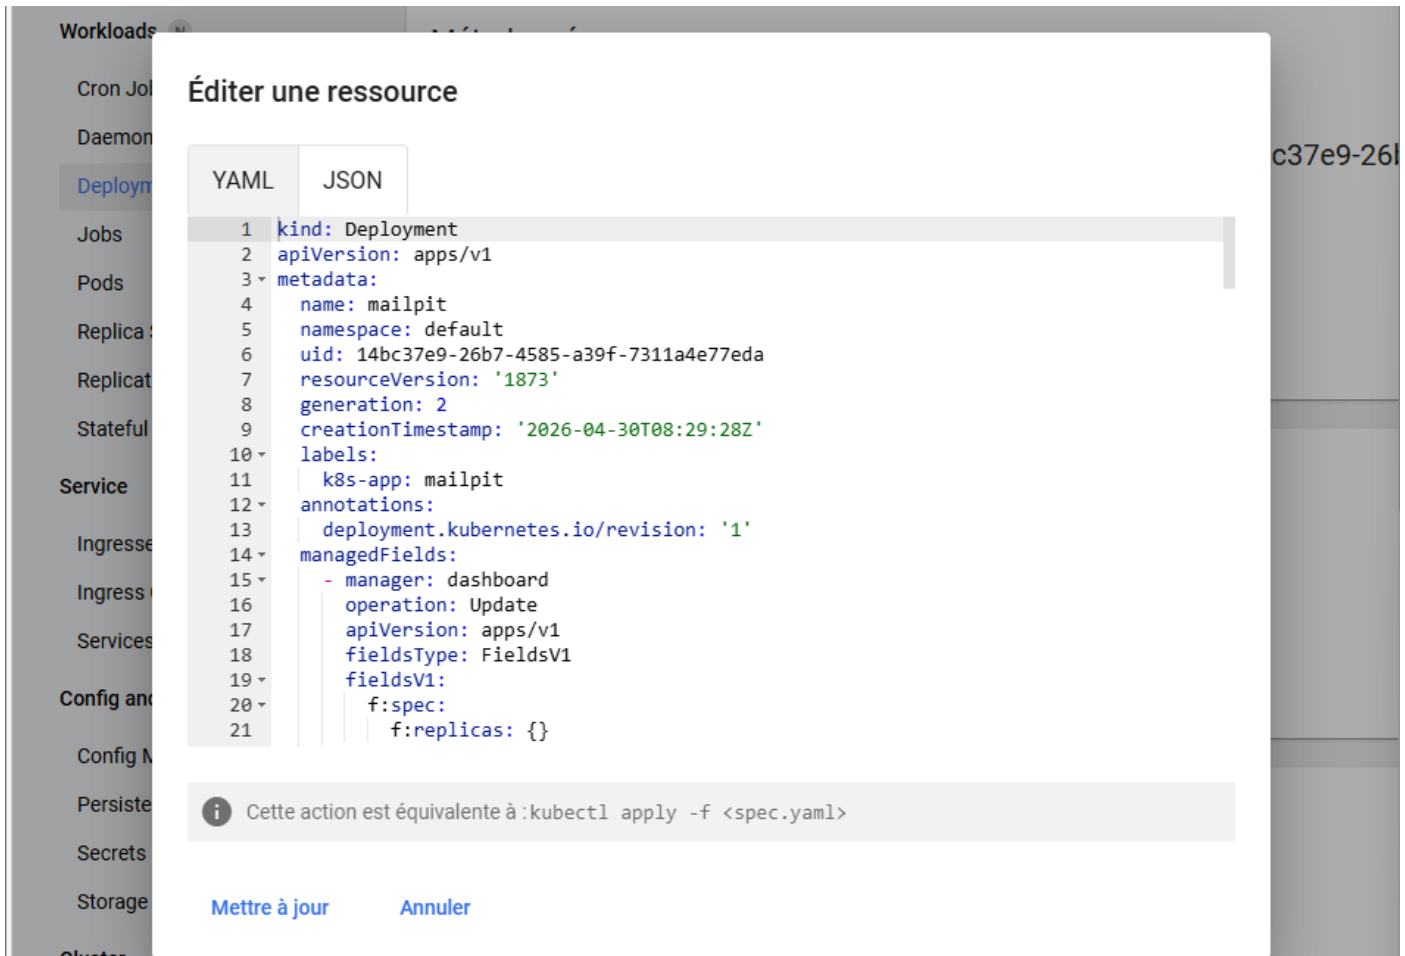 Workloads N
Cron Jo
Daemon
Deploym
Jobs
Pods
Replica
Replicat
Stateful
Service
Ingresse
Ingress
Services
Config and
Config M
Persiste
Secrets
Storage
Cluster
c37e9-26
Éditer une ressource
YAML JSON
1 kind: Deployment
2 apiVersion: apps/v1
3 metadata:
4 name: mailpit
5 namespace: default
6 uid: 14bc37e9-26b7-4585-a39f-7311a4e77eda
7 resourceVersion: '1873'
8 generation: 2
9 creationTimestamp: '2026-04-30T08:29:28Z'
10 labels:
11 k8s-app: mailpit
12 annotations:
13 deployment.kubernetes.io/revision: '1'
14 managedFields:
15 - manager: dashboard
16 operation: Update
17 apiVersion: apps/v1
18 fieldsType: FieldsV1
19 fieldsV1:
20 f:spec:
21 f:replicas: {}
Cette action est équivalente à : kubectl apply -f <spec.yaml>
Mettre à jour Annuler